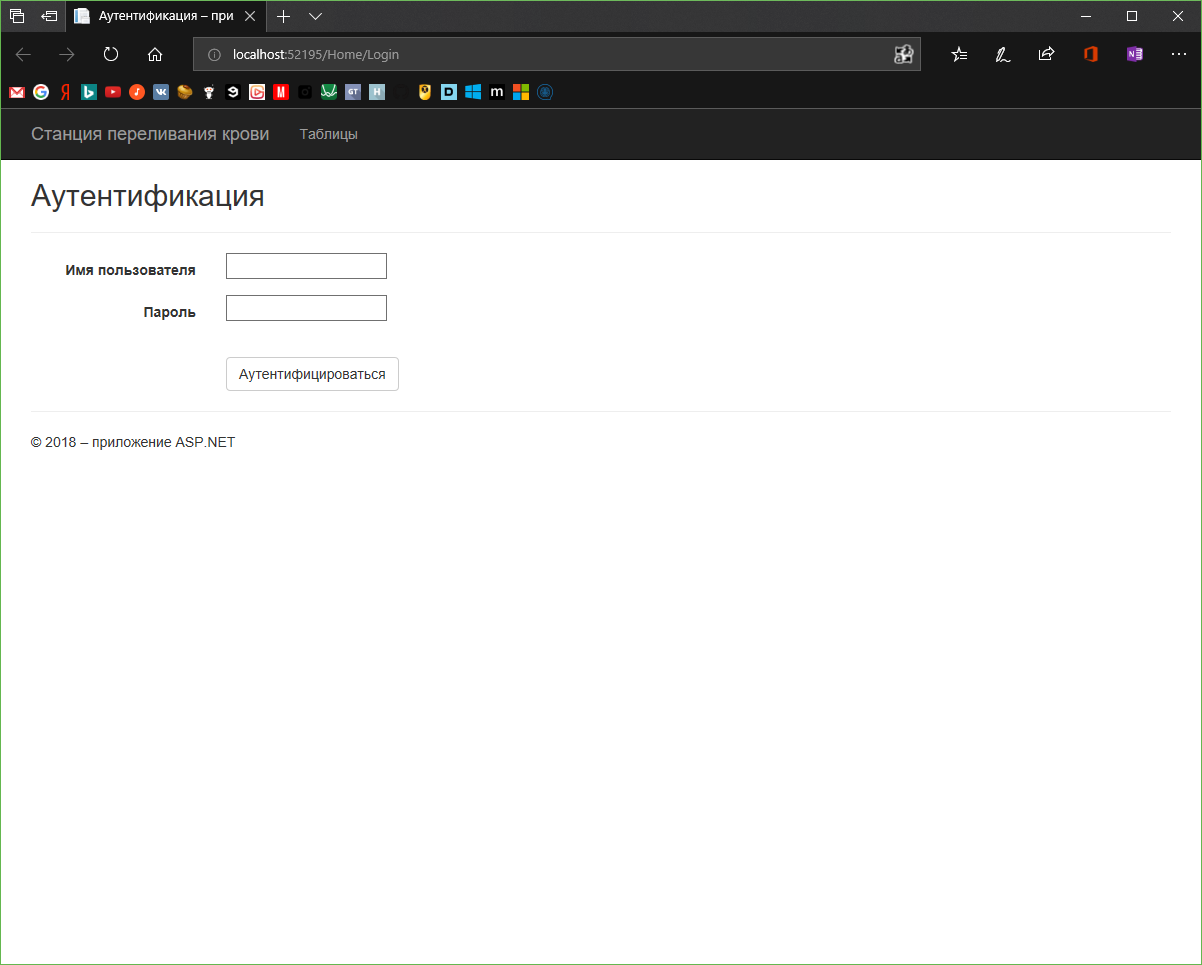 Аутентификация – при
localhost:52195/Home/Login
Станция переливания крови
Таблицы
Аутентификация
Имя пользователя
Пароль
Аутентифицироваться
© 2018 – приложение ASP.NET